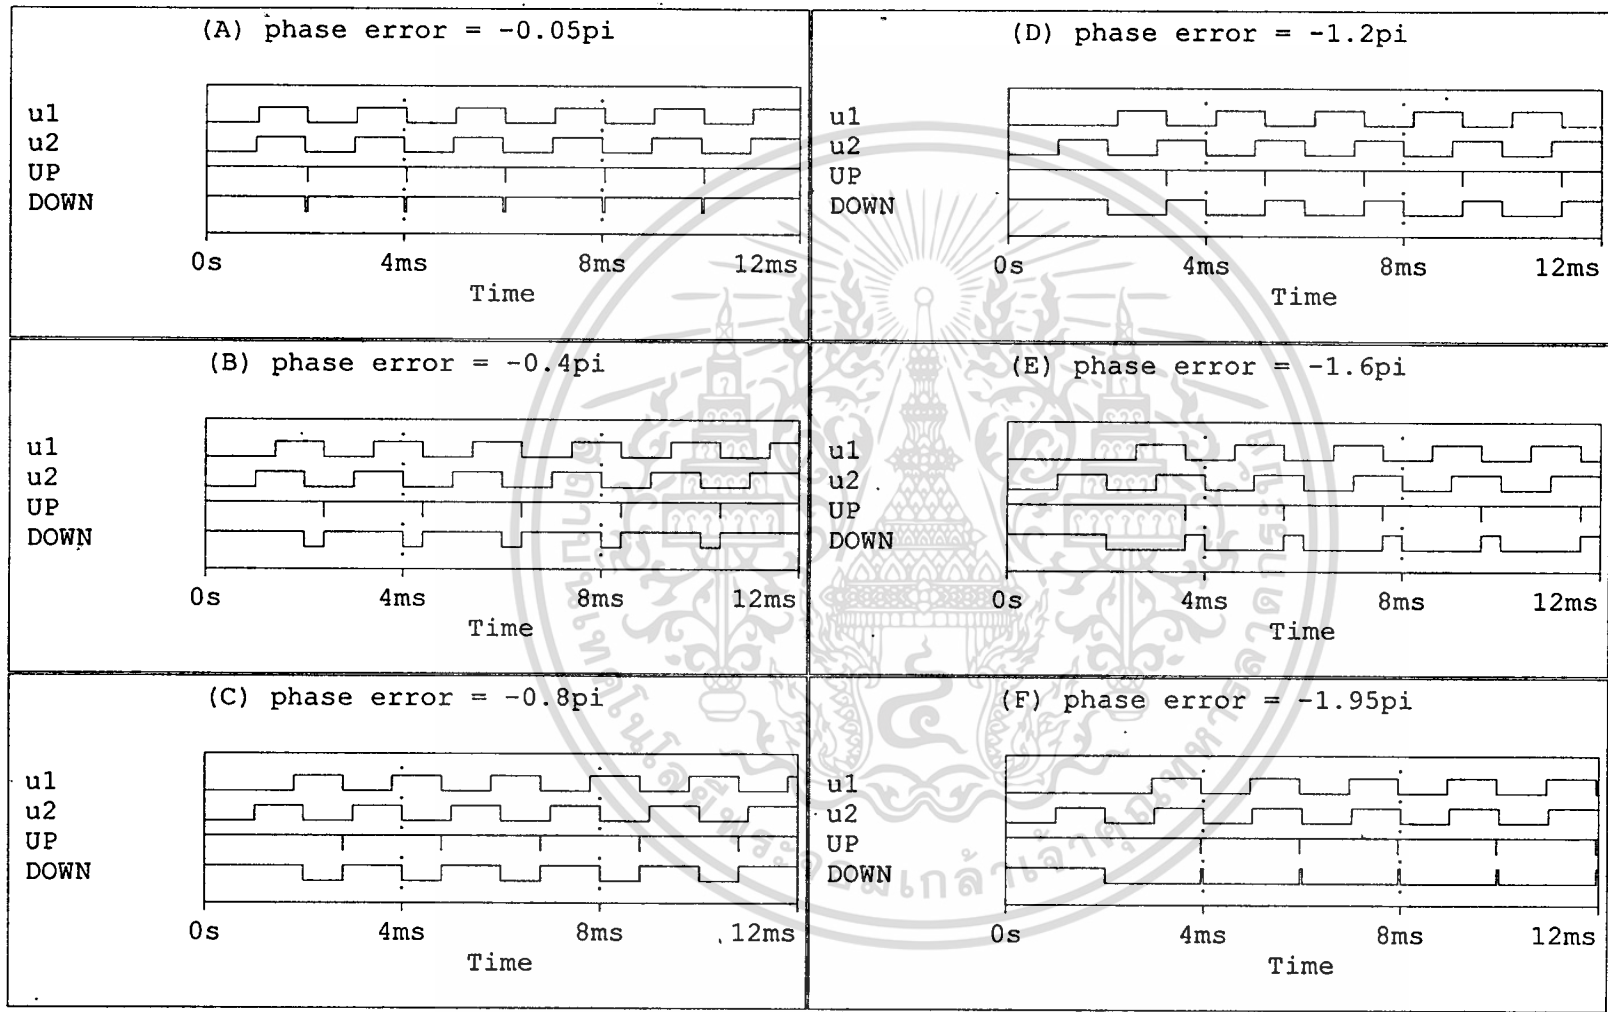 (A) phase error = -0.05pi
u1
u2
UP
DOWN
0s 4ms 8ms 12ms
Time
(B) phase error = -0.4pi
u1
u2
UP
DOWN
0s 4ms 8ms 12ms
Time
(C) phase error = -0.8pi
u1
u2
UP
DOWN
0s 4ms 8ms 12ms
Time
(D) phase error = -1.2pi
u1
u2
UP
DOWN
0s 4ms 8ms 12ms
Time
(E) phase error = -1.6pi
u1
u2
UP
DOWN
0s 4ms 8ms 12ms
Time
(F) phase error = -1.95pi
u1
u2
UP
DOWN
0s 4ms 8ms 12ms
Time